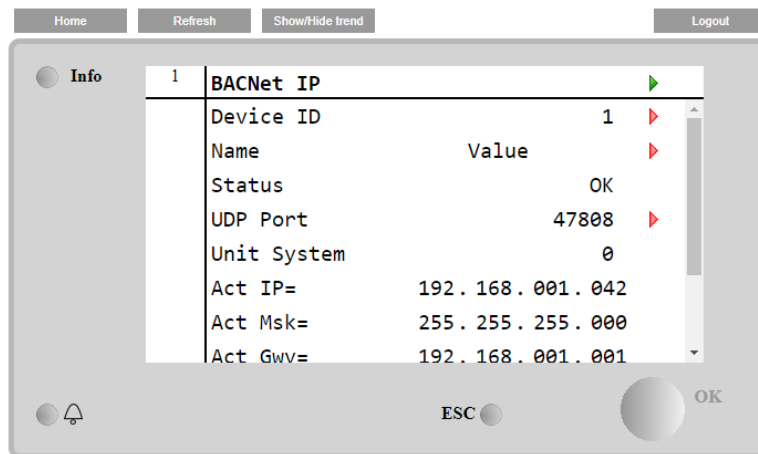 Home Refresh Show/Hide trend Logout
Info
1 BACNet IP
Device ID 1
Name Value
Status OK
UDP Port 47808
Unit System 0
Act IP= 192.168.001.042
Act Msk= 255.255.255.000
Act Gwy= 192.168.001.001
ESC
OK